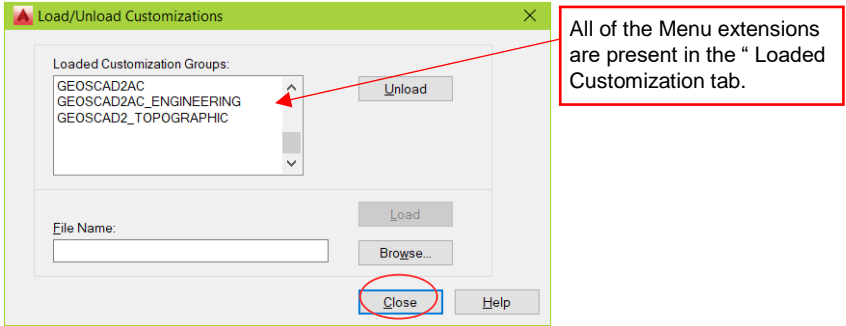 Load/Unload Customizations
All of the Menu extensions
are present in the “ Loaded
Customization tab.
Loaded Customization Groups:
GEOSCAD2AC
GEOSCAD2AC_ENGINEERING
GEOSCAD2_TOPOGRAPHIC
Unload
Load
File Name:
Browse...
Close
Help